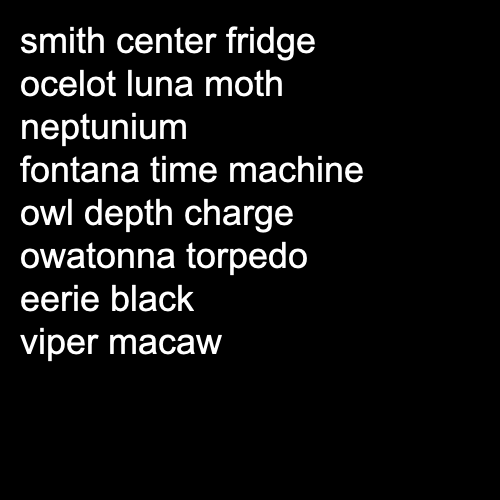 smith center fridge
ocelot luna moth
neptunium
fontana time machine
owl depth charge
owatonna torpedo
eerie black
viper macaw